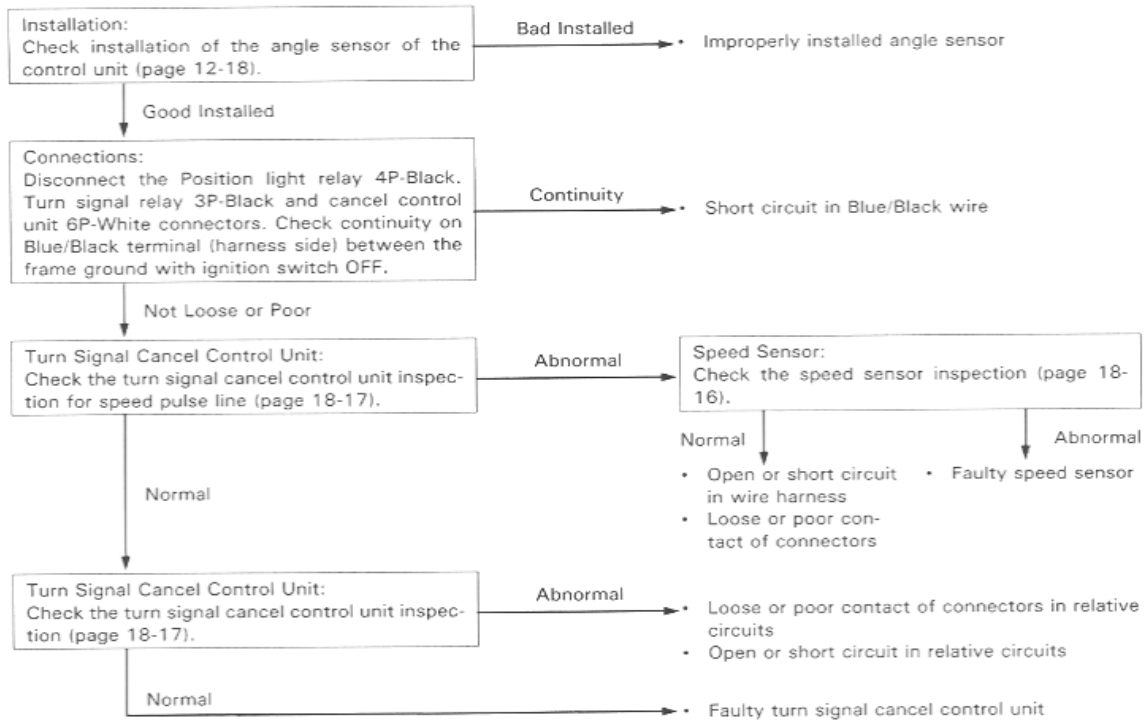 Installation:
Check installation of the angle sensor of the
control unit (page 12-18).
Bad Installed
• Improperly installed angle sensor
Good Installed
Connections:
Disconnect the Position light relay 4P-Black.
Turn signal relay 3P-Black and cancel control
unit 6P-White connectors. Check continuity on
Blue/Black terminal (harness side) between the
frame ground with ignition switch OFF.
Continuity
• Short circuit in Blue/Black wire
Not Loose or Poor
Turn Signal Cancel Control Unit:
Check the turn signal cancel control unit inspec-
tion for speed pulse line (page 18-17).
Abnormal
Speed Sensor:
Check the speed sensor inspection (page 18-
16).
Normal
Abnormal
• Open or short circuit
in wire harness
• Loose or poor con-
tact of connectors
• Faulty speed sensor
Normal
Turn Signal Cancel Control Unit:
Check the turn signal cancel control unit inspec-
tion (page 18-17).
Abnormal
• Loose or poor contact of connectors in relative
circuits
• Open or short circuit in relative circuits
Normal
• Faulty turn signal cancel control unit